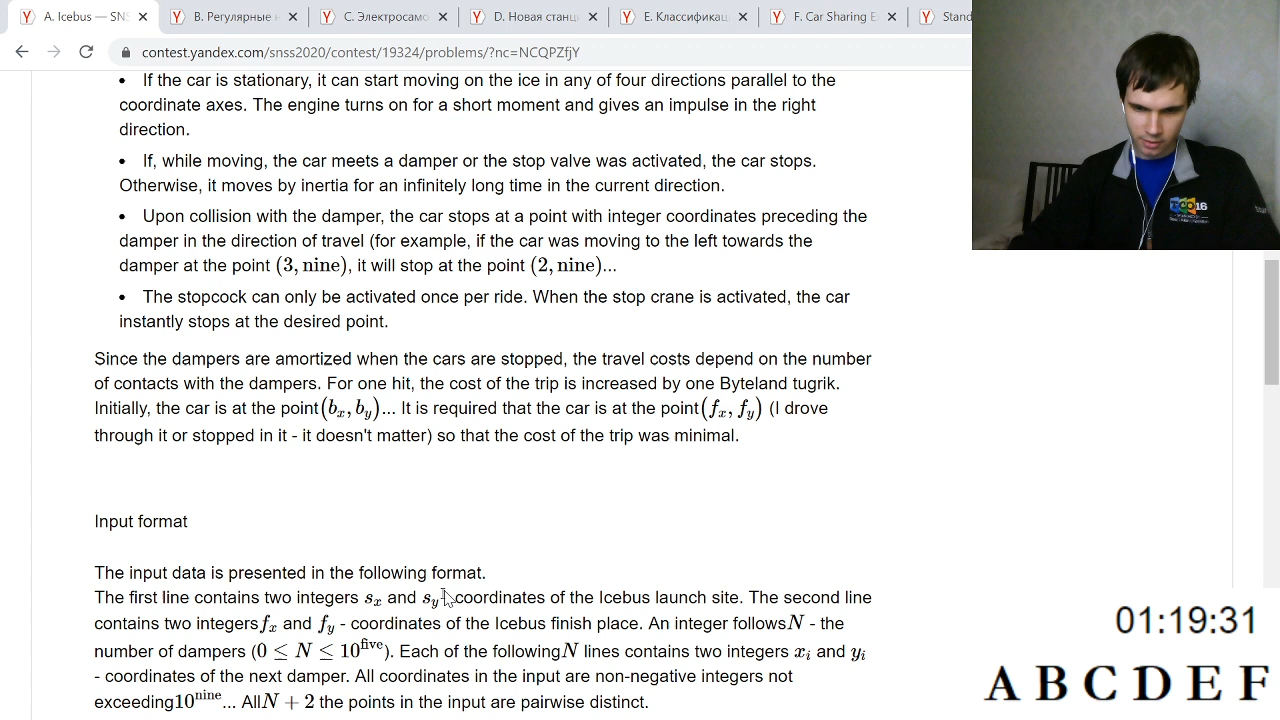 A. Icebus — SNS
B. Регулярные
C. Электросамо
D. Новая станц
E. Классифика
F. Car Sharing E
Stand
contest.yandex.com/snss2020/contest/19324/problems/?nc=NCQPZfjY
• If the car is stationary, it can start moving on the ice in any of four directions parallel to the
coordinate axes. The engine turns on for a short moment and gives an impulse in the right
direction.
• If, while moving, the car meets a damper or the stop valve was activated, the car stops.
Otherwise, it moves by inertia for an infinitely long time in the current direction.
• Upon collision with the damper, the car stops at a point with integer coordinates preceding the
damper in the direction of travel (for example, if the car was moving to the left towards the
damper at the point (3, nine), it will stop at the point (2, nine)...
• The stopcock can only be activated once per ride. When the stop crane is activated, the car
instantly stops at the desired point.
Since the dampers are amortized when the cars are stopped, the travel costs depend on the number
of contacts with the dampers. For one hit, the cost of the trip is increased by one Byteland tugrik.
Initially, the car is at the point(bx, by)... It is required that the car is at the point(fx, fy) (I drove
through it or stopped in it - it doesn't matter) so that the cost of the trip was minimal.
Input format
The input data is presented in the following format.
The first line contains two integers sx and sy - coordinates of the Icebus launch site. The second line
contains two integersfx and fy - coordinates of the Icebus finish place. An integer followsN - the
number of dampers (0 ≤ N ≤ 10^five). Each of the followingN lines contains two integers xi and yi
- coordinates of the next damper. All coordinates in the input are non-negative integers not
exceeding10^nine ... AllN + 2the points in the input are pairwise distinct.
16
01:19:31
A B C D E F